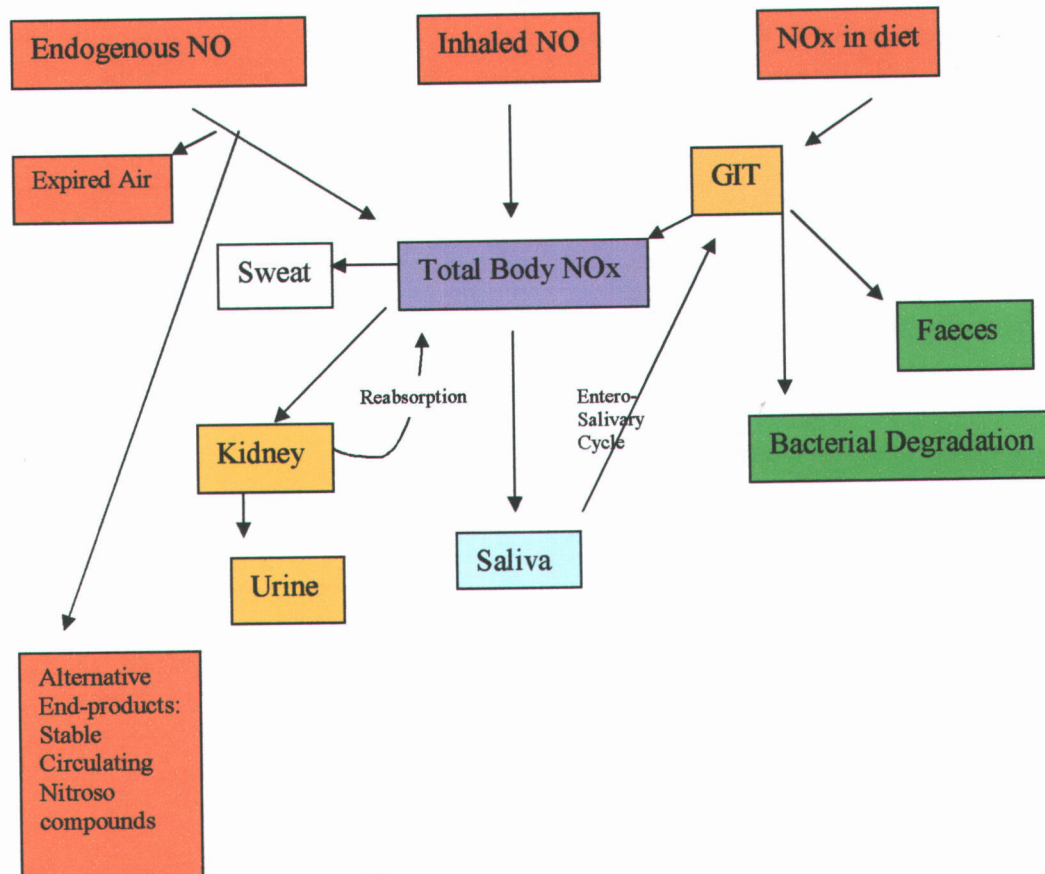 Endogenous NO
Inhaled NO
NOx in diet
Expired Air
GIT
Sweat
Total Body NOx
Faeces
Reabsorption
Entero-
Salivary
Cycle
Kidney
Bacterial Degradation
Saliva
Urine
Alternative
End-products:
Stable
Circulating
Nitroso
compounds